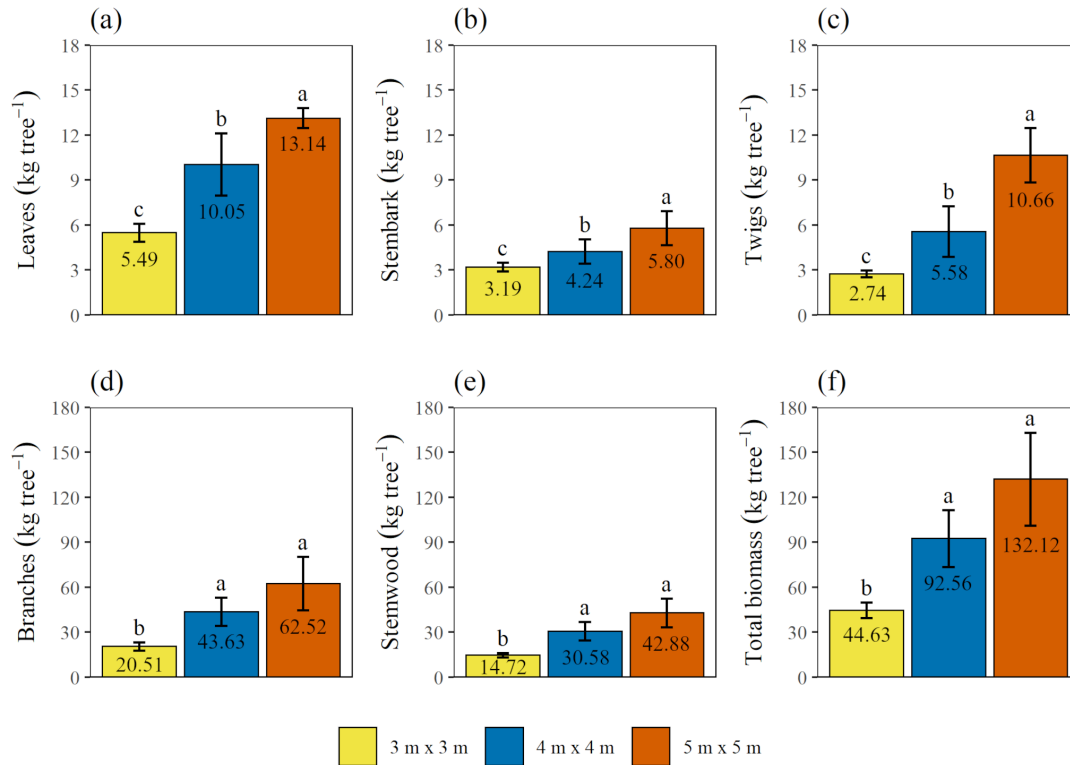 (a)
Leaves (kg tree⁻¹)
18
15
12
9
6
3
0
c
b
a
5.49
10.05
13.14
(b)
Stembark (kg tree⁻¹)
18
15
12
9
6
3
0
c
b
a
3.19
4.24
5.80
(c)
Twigs (kg tree⁻¹)
18
15
12
9
6
3
0
c
b
a
2.74
5.58
10.66
(d)
Branches (kg tree⁻¹)
180
150
120
90
60
30
0
b
a
a
20.51
43.63
62.52
(e)
Stemwood (kg tree⁻¹)
180
150
120
90
60
30
0
b
a
a
14.72
30.58
42.88
(f)
Total biomass (kg tree⁻¹)
180
150
120
90
60
30
0
b
a
a
44.63
92.56
132.12
3 m x 3 m
4 m x 4 m
5 m x 5 m